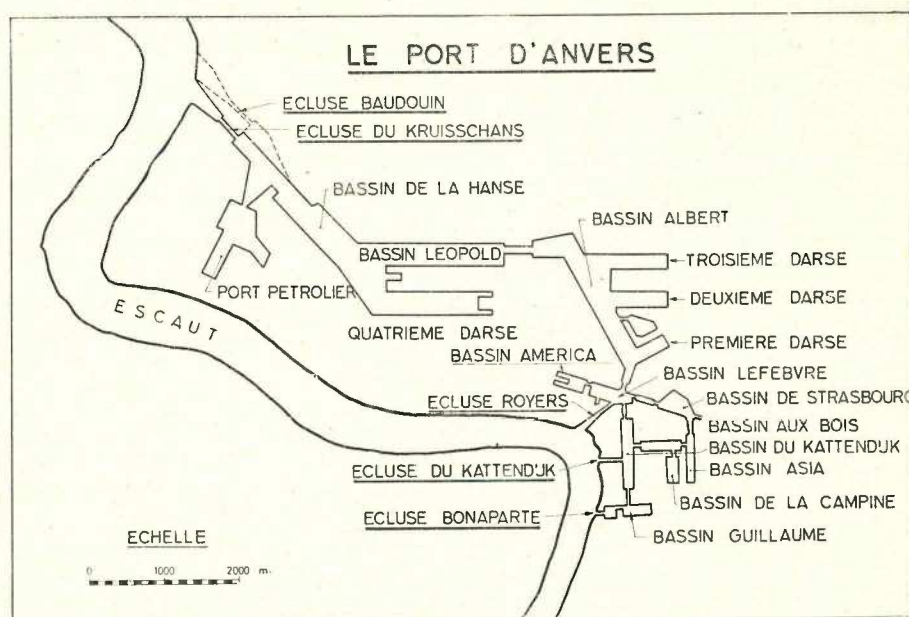 LE PORT D'ANVERS
ECLUSE BAUDOUIN
ECLUSE DU KRUISSCHANS
BASSIN DE LA HANSE
BASSIN ALBERT
BASSIN LEOPOLD
TROISIEME DARSE
PORT PETROLIER
DEUXIEME DARSE
ESCAUT
QUATRIEME DARSE
PREMIERE DARSE
BASSIN AMERICA
BASSIN LEFEBVRE
ECLUSE ROYERS
BASSIN DE STRASBOURG
BASSIN AUX BOIS
BASSIN DU KATTENDIJK
ECLUSE DU KATTENDIJK
BASSIN ASIA
BASSIN DE LA CAMPINE
ECLUSE BONAPARTE
BASSIN GUILLAUME
ECHELLE
0 1000 2000 m.